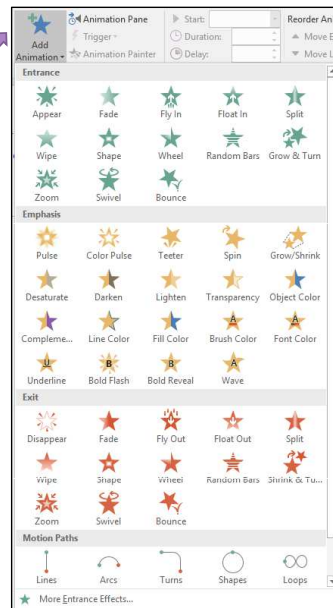 Add
Animation
Animation Pane
Trigger
Animation Painter
Start:
Duration:
Delay:
Reorder An
Move E
Move L
Entrance
Appear Fade Fly In Float In Split
Wipe Shape Wheel Random Bars Grow & Turn
Zoom Swivel Bounce
Emphasis
Pulse Color Pulse Teeter Spin Grow/Shrink
Desaturate Darken Lighten Transparency Object Color
Compleme... Line Color Fill Color Brush Color Font Color
Underline Bold Flash Bold Reveal Wave
Exit
Disappear Fade Fly Out Float Out Split
Wipe Shape Wheel Random Bars Shrink & Tu...
Zoom Swivel Bounce
Motion Paths
Lines Arcs Turns Shapes Loops
More Entrance Effects...